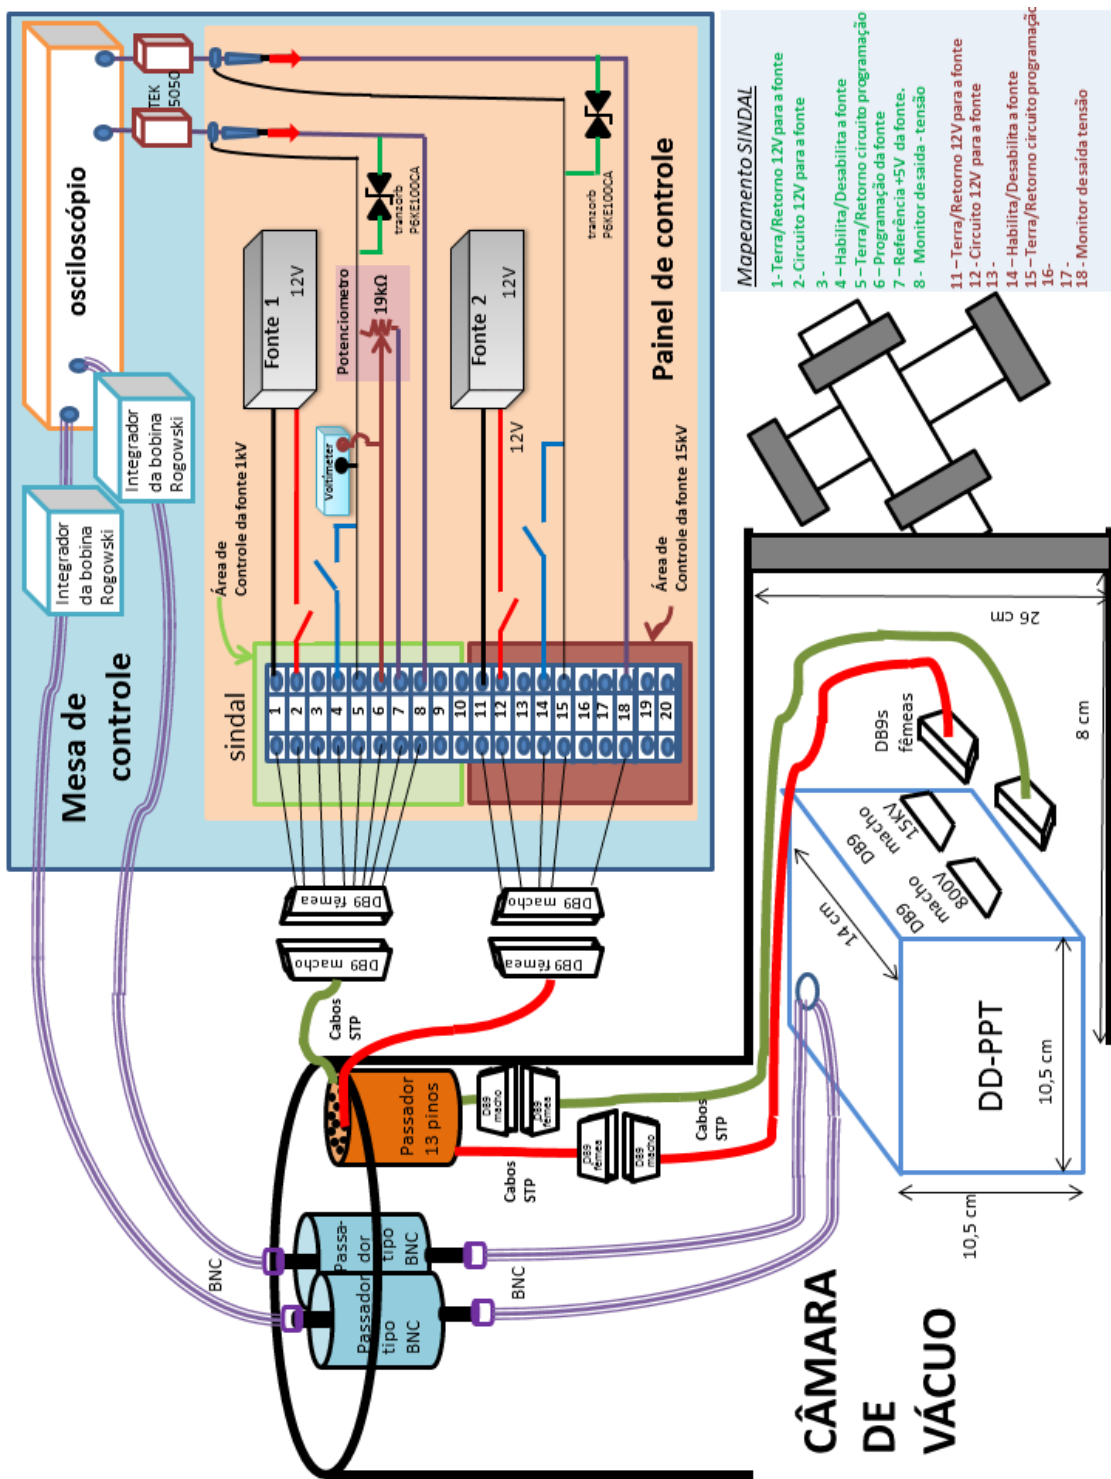 Mesa de
controle
osciloscópio
TEK
5050
Integrador
da bobina
Rogowski
Integrador
da bobina
Rogowski
Painel de controle
Fonte 1
12V
Potenciometro
19kΩ
Voltimeter
tranzorb
P6KE100CA
tranzorb
P6KE100CA
Fonte 2
12V
12V
Área de
Controle da fonte 1kV
Área de
Controle da fonte 15kV
sindal
1
2
3
4
5
6
7
8
9
10
11
12
13
14
15
16
17
18
19
20
Mapeamento SINDAL
1- Terra/Retorno 12V para a fonte
2- Circuito 12V para a fonte
3 -
4 – Habilita/Desabilita a fonte
5 – Terra/Retorno circuito programação
6 – Programação da fonte
7 – Referência +5V da fonte.
8 - Monitor de saída - tensão
11 – Terra/Retorno 12V para a fonte
12 - Circuito 12V para a fonte
13 -
14 – Habilita/Desabilita a fonte
15 – Terra/Retorno circuito programação
16-
17 -
18 - Monitor de saída tensão
DB9 fêmea
DB9 macho
DB9 macho
DB9 fêmea
Cabos
STP
BNC
Passador
13 pinos
Passa-
dor
tipo
BNC
Passador
tipo
BNC
BNC
DB9
macho
DB9
fêmea
DB9
fêmea
DB9
macho
Cabos
STP
Cabos
STP
DB9s
fêmeas
DB9
macho
15KV
DB9
macho
800V
26 cm
8 cm
14 cm
DD-PPT
10,5 cm
10,5 cm
CÂMARA
DE
VÁCUO